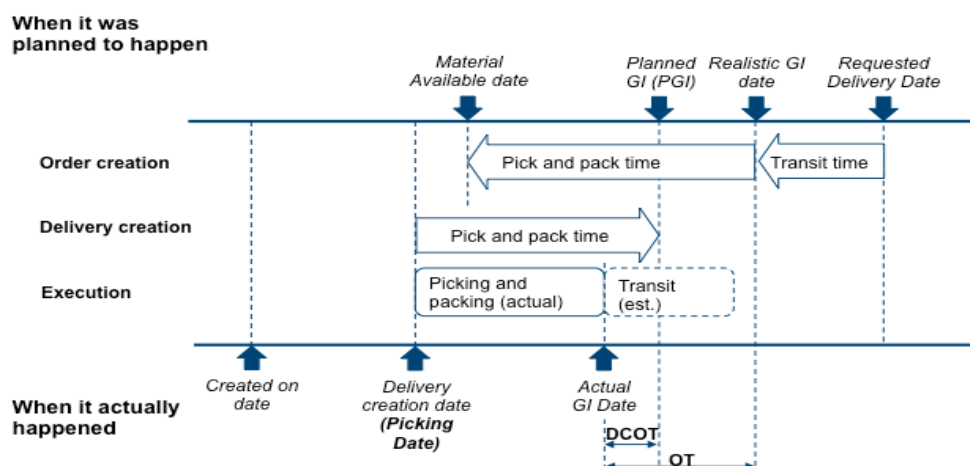 When it was
planned to happen
Material
Available date
Planned
GI (PGI)
Realistic GI
date
Requested
Delivery Date
Order creation
Pick and pack time
Transit time
Delivery creation
Pick and pack time
Execution
Picking and
packing (actual)
Transit
(est.)
When it actually
happened
Created on
date
Delivery
creation date
(Picking
Date)
Actual
GI Date
DCOT
OT